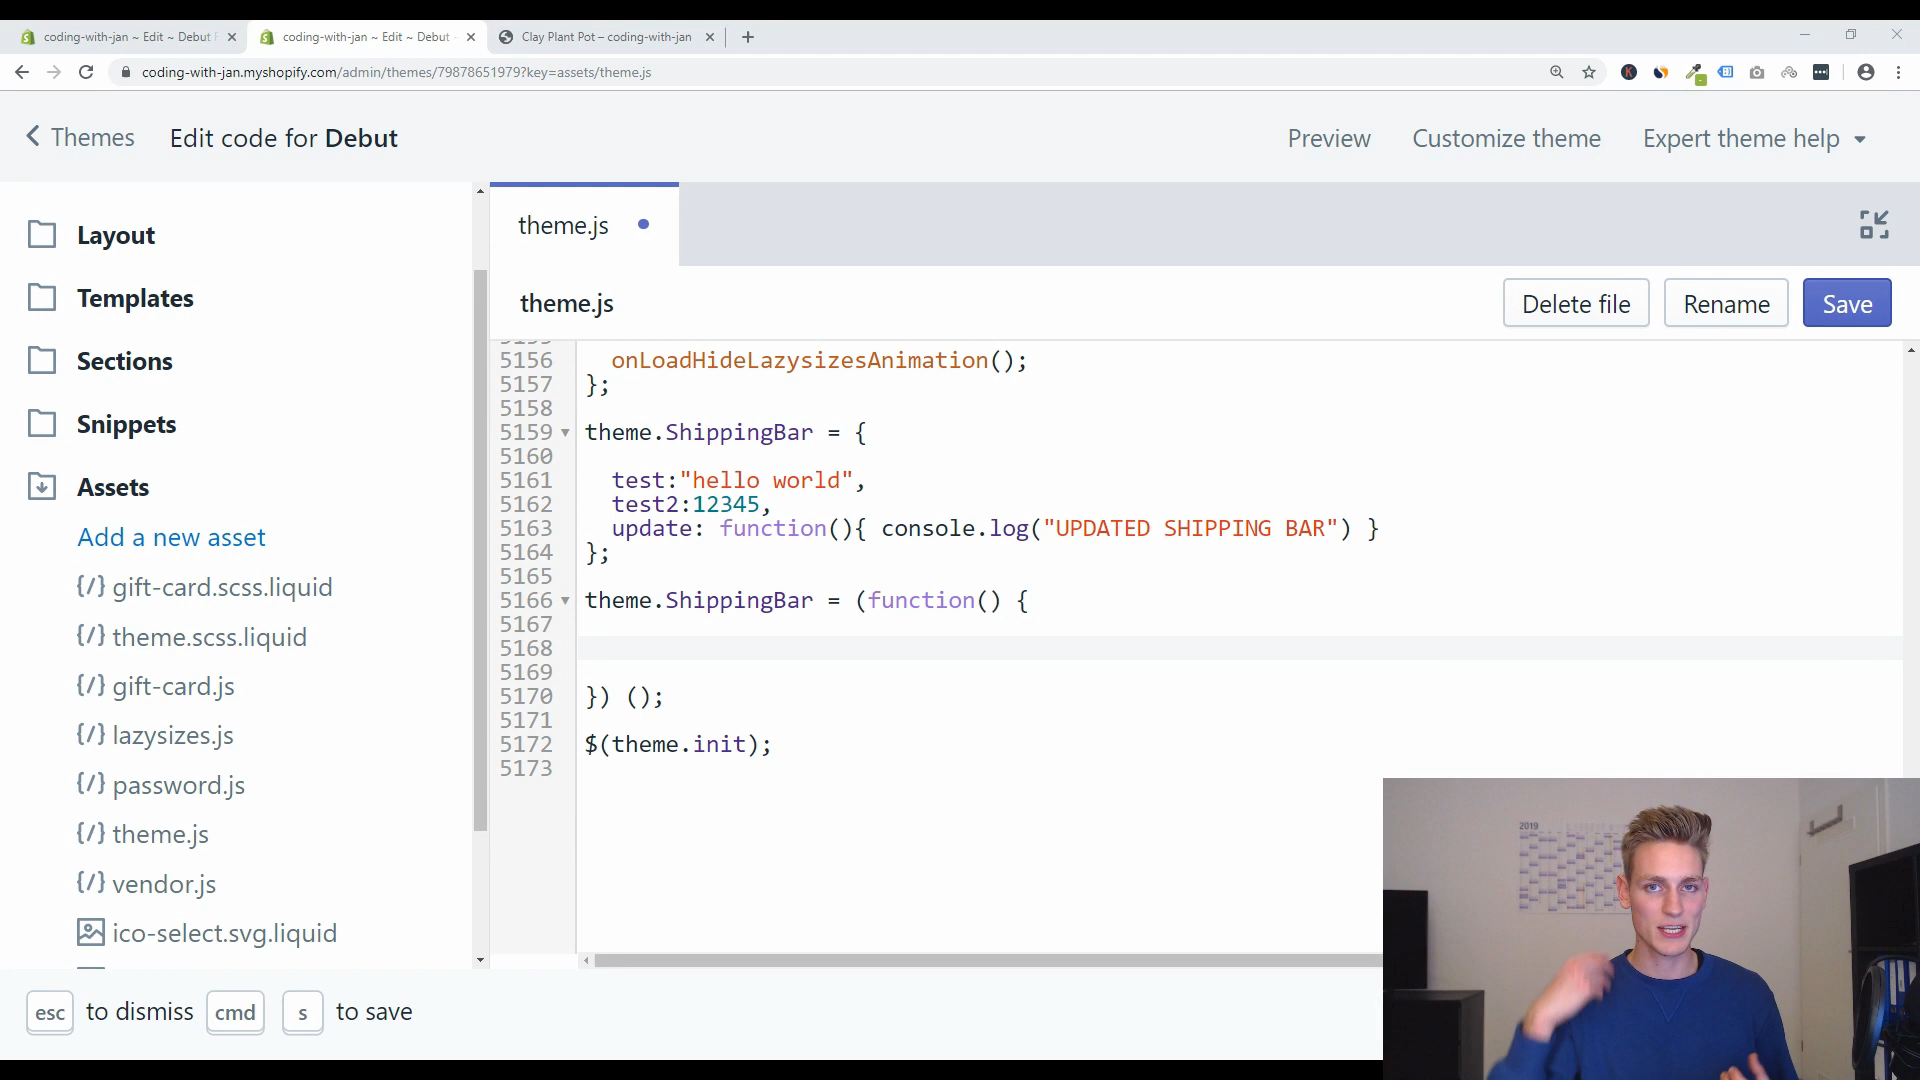 coding-with-jan ~ Edit ~ Debut
coding-with-jan ~ Edit ~ Debut
Clay Plant Pot – coding-with-jan
coding-with-jan.myshopify.com/admin/themes/79878651979?key=assets/theme.js
Themes
Edit code for Debut
Preview
Customize theme
Expert theme help
Layout
Templates
Sections
Snippets
Assets
Add a new asset
{/} gift-card.scss.liquid
{/} theme.scss.liquid
{/} gift-card.js
{/} lazysizes.js
{/} password.js
{/} theme.js
{/} vendor.js
ico-select.svg.liquid
theme.js
theme.js
Delete file
Rename
Save
5156 onLoadHideLazysizesAnimation();
5157 };
5158
5159 theme.ShippingBar = {
5160
5161 test:"hello world",
5162 test2:12345,
5163 update: function(){ console.log("UPDATED SHIPPING BAR") }
5164 };
5165
5166 theme.ShippingBar = (function() {
5167
5168
5169
5170 }) ();
5171
5172 $(theme.init);
5173
2019
esc to dismiss cmd s to save